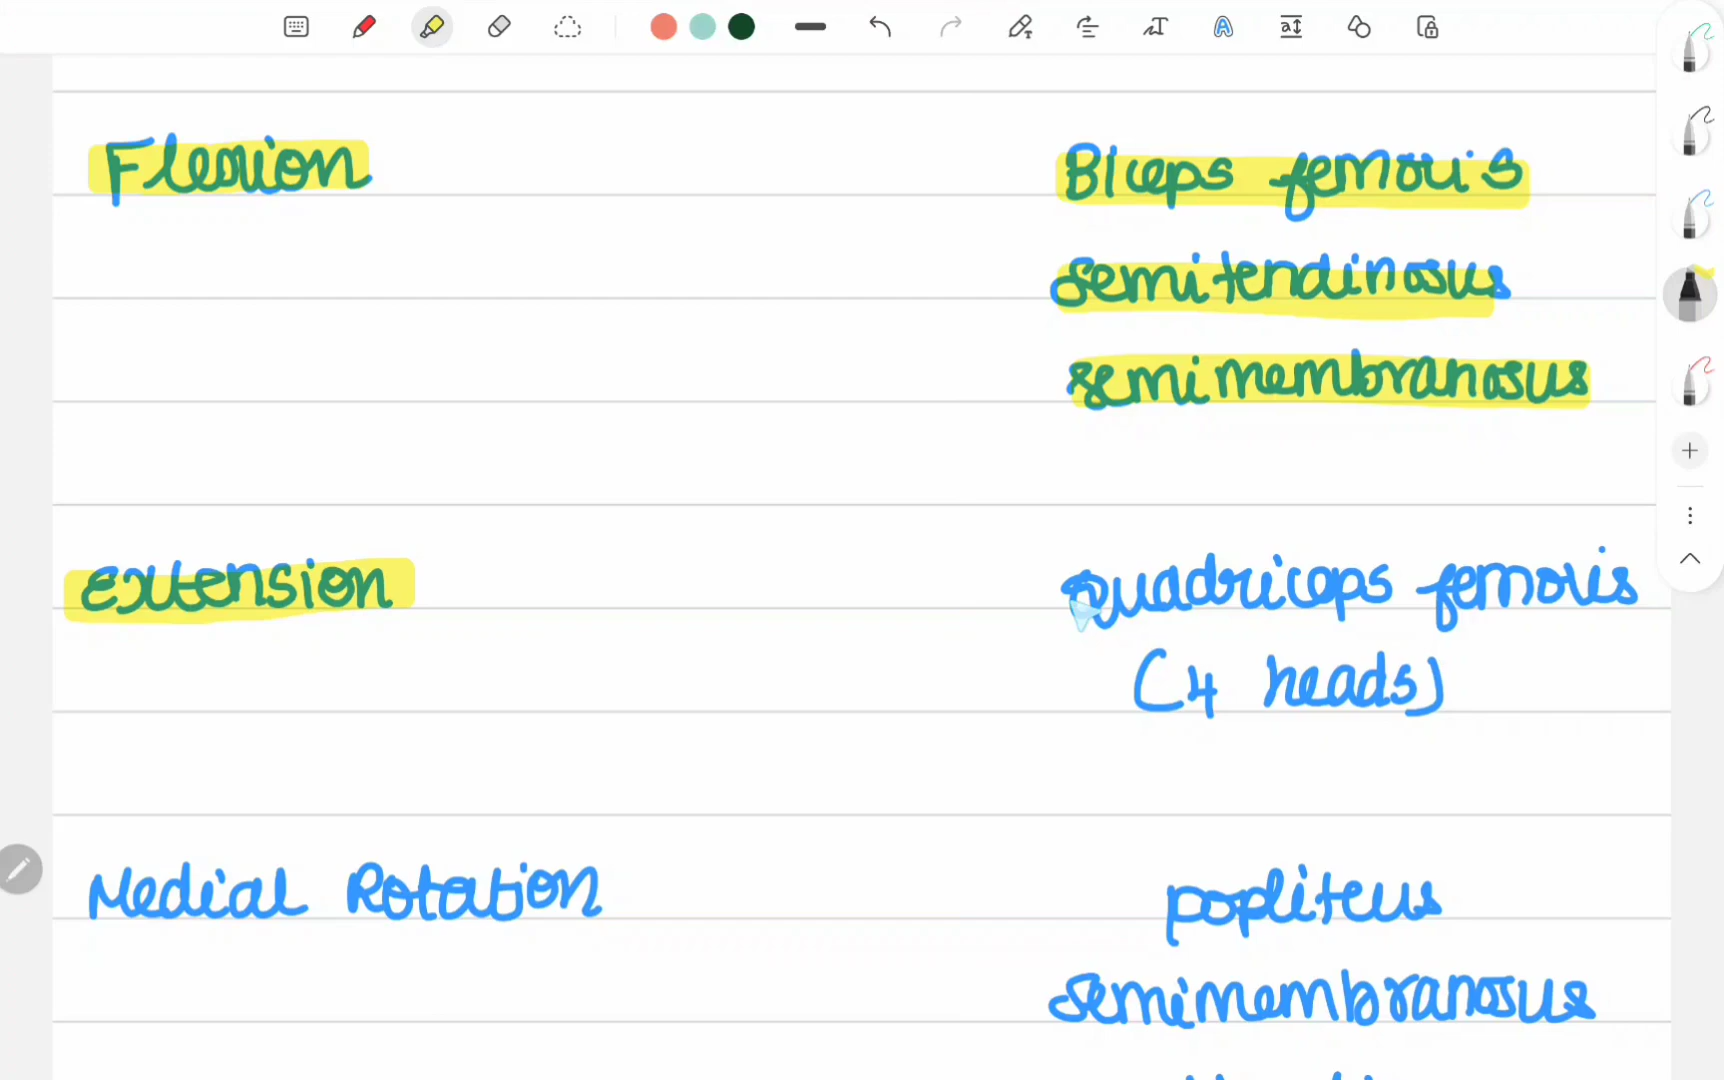 Flexion Biceps femoris
semitendinosus
semimembranosus
Extension Quadriceps femoris
(4 heads)
Medial Rotation popliteus
semimembranosus